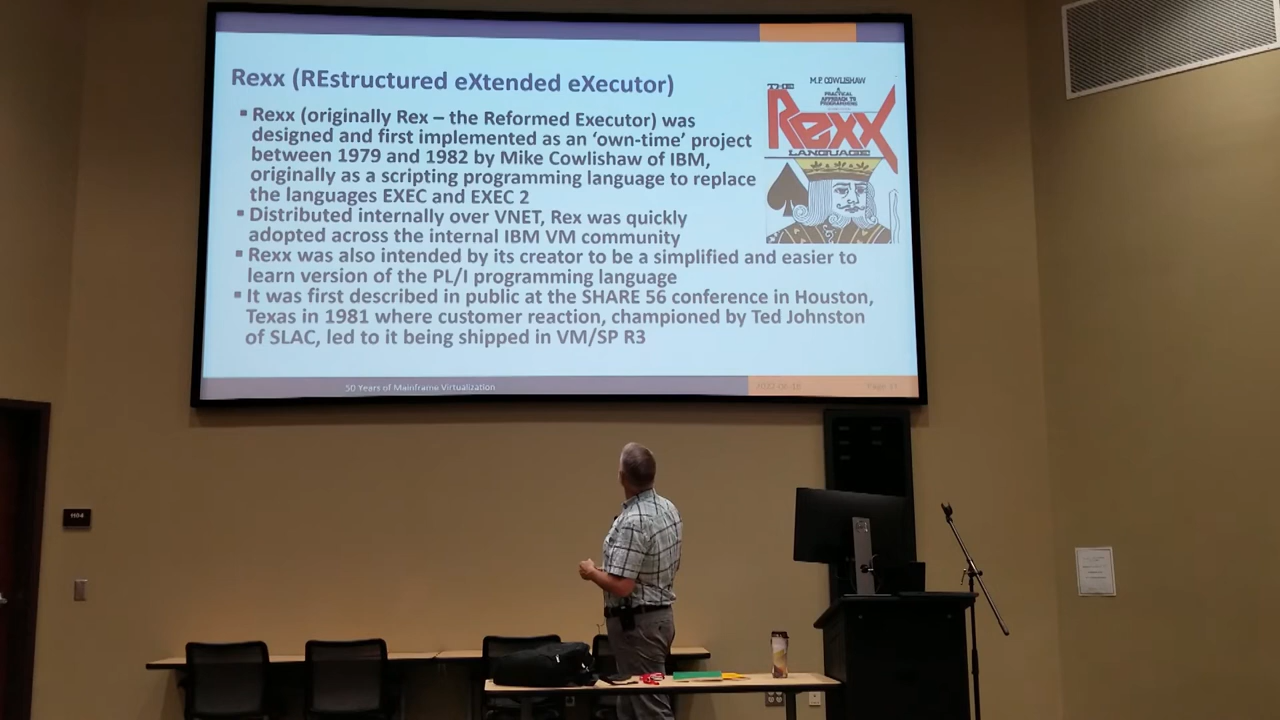 Rexx (REstructured eXtended eXecutor)
Rexx (originally Rex – the Reformed Executor) was
designed and first implemented as an ‘own-time’ project
between 1979 and 1982 by Mike Cowlishaw of IBM,
originally as a scripting programming language to replace
the languages EXEC and EXEC 2
Distributed internally over VNET, Rex was quickly
adopted across the internal IBM VM community
Rexx was also intended by its creator to be a simplified and easier to
learn version of the PL/I programming language
It was first described in public at the SHARE 56 conference in Houston,
Texas in 1981 where customer reaction, championed by Ted Johnston
of SLAC, led to it being shipped in VM/SP R3
M.F. COWLISHAW
THE
A
PRACTICAL
APPROACH TO
PROGRAMMING
Rexx
LANGUAGE
50 Years of Mainframe Virtualization
1104